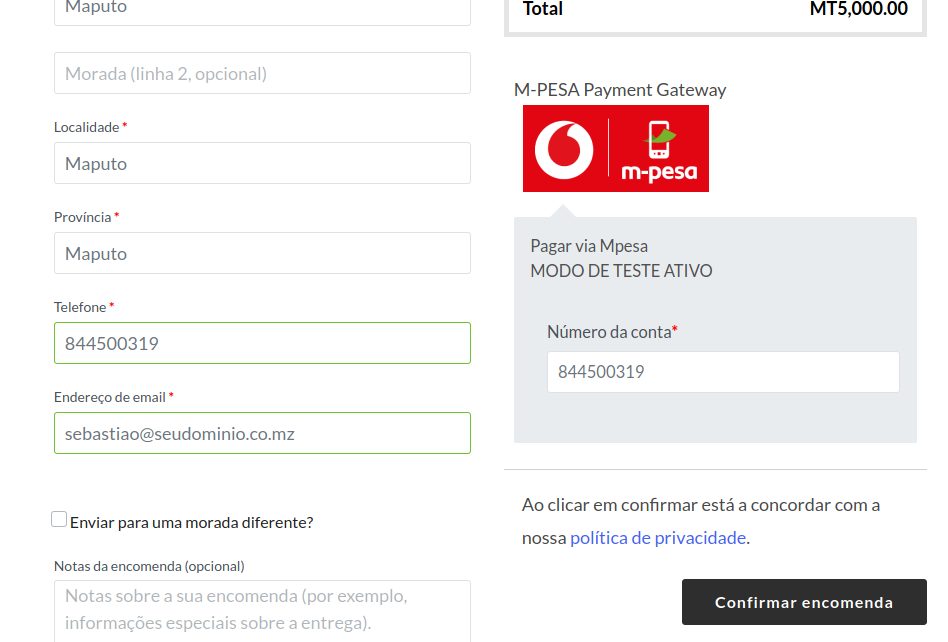 Maputo
Morada (linha 2, opcional)
Localidade *
Maputo
Província *
Maputo
Telefone *
844500319
Endereço de email *
sebastiao@seudominio.co.mz
Enviar para uma morada diferente?
Notas da encomenda (opcional)
Notas sobre a sua encomenda (por exemplo,
informações especiais sobre a entrega).
Total MT5,000.00
M-PESA Payment Gateway
m-pesa
Pagar via Mpesa
MODO DE TESTE ATIVO
Número da conta*
844500319
Ao clicar em confirmar está a concordar com a
nossa política de privacidade.
Confirmar encomenda